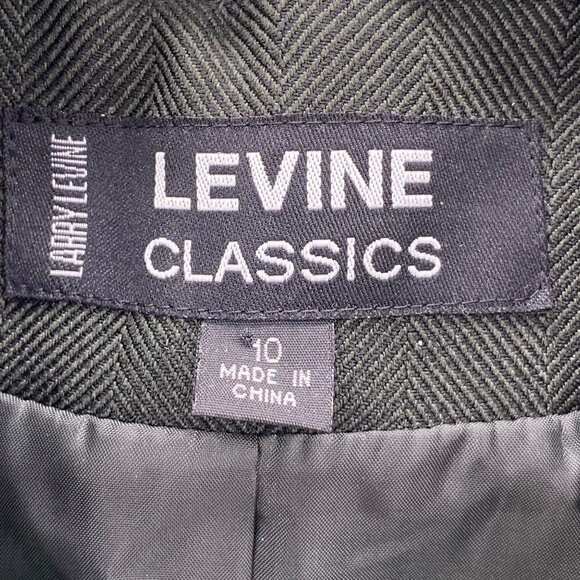 LARRY LEVINE
LEVINE
CLASSICS
10
MADE IN
CHINA